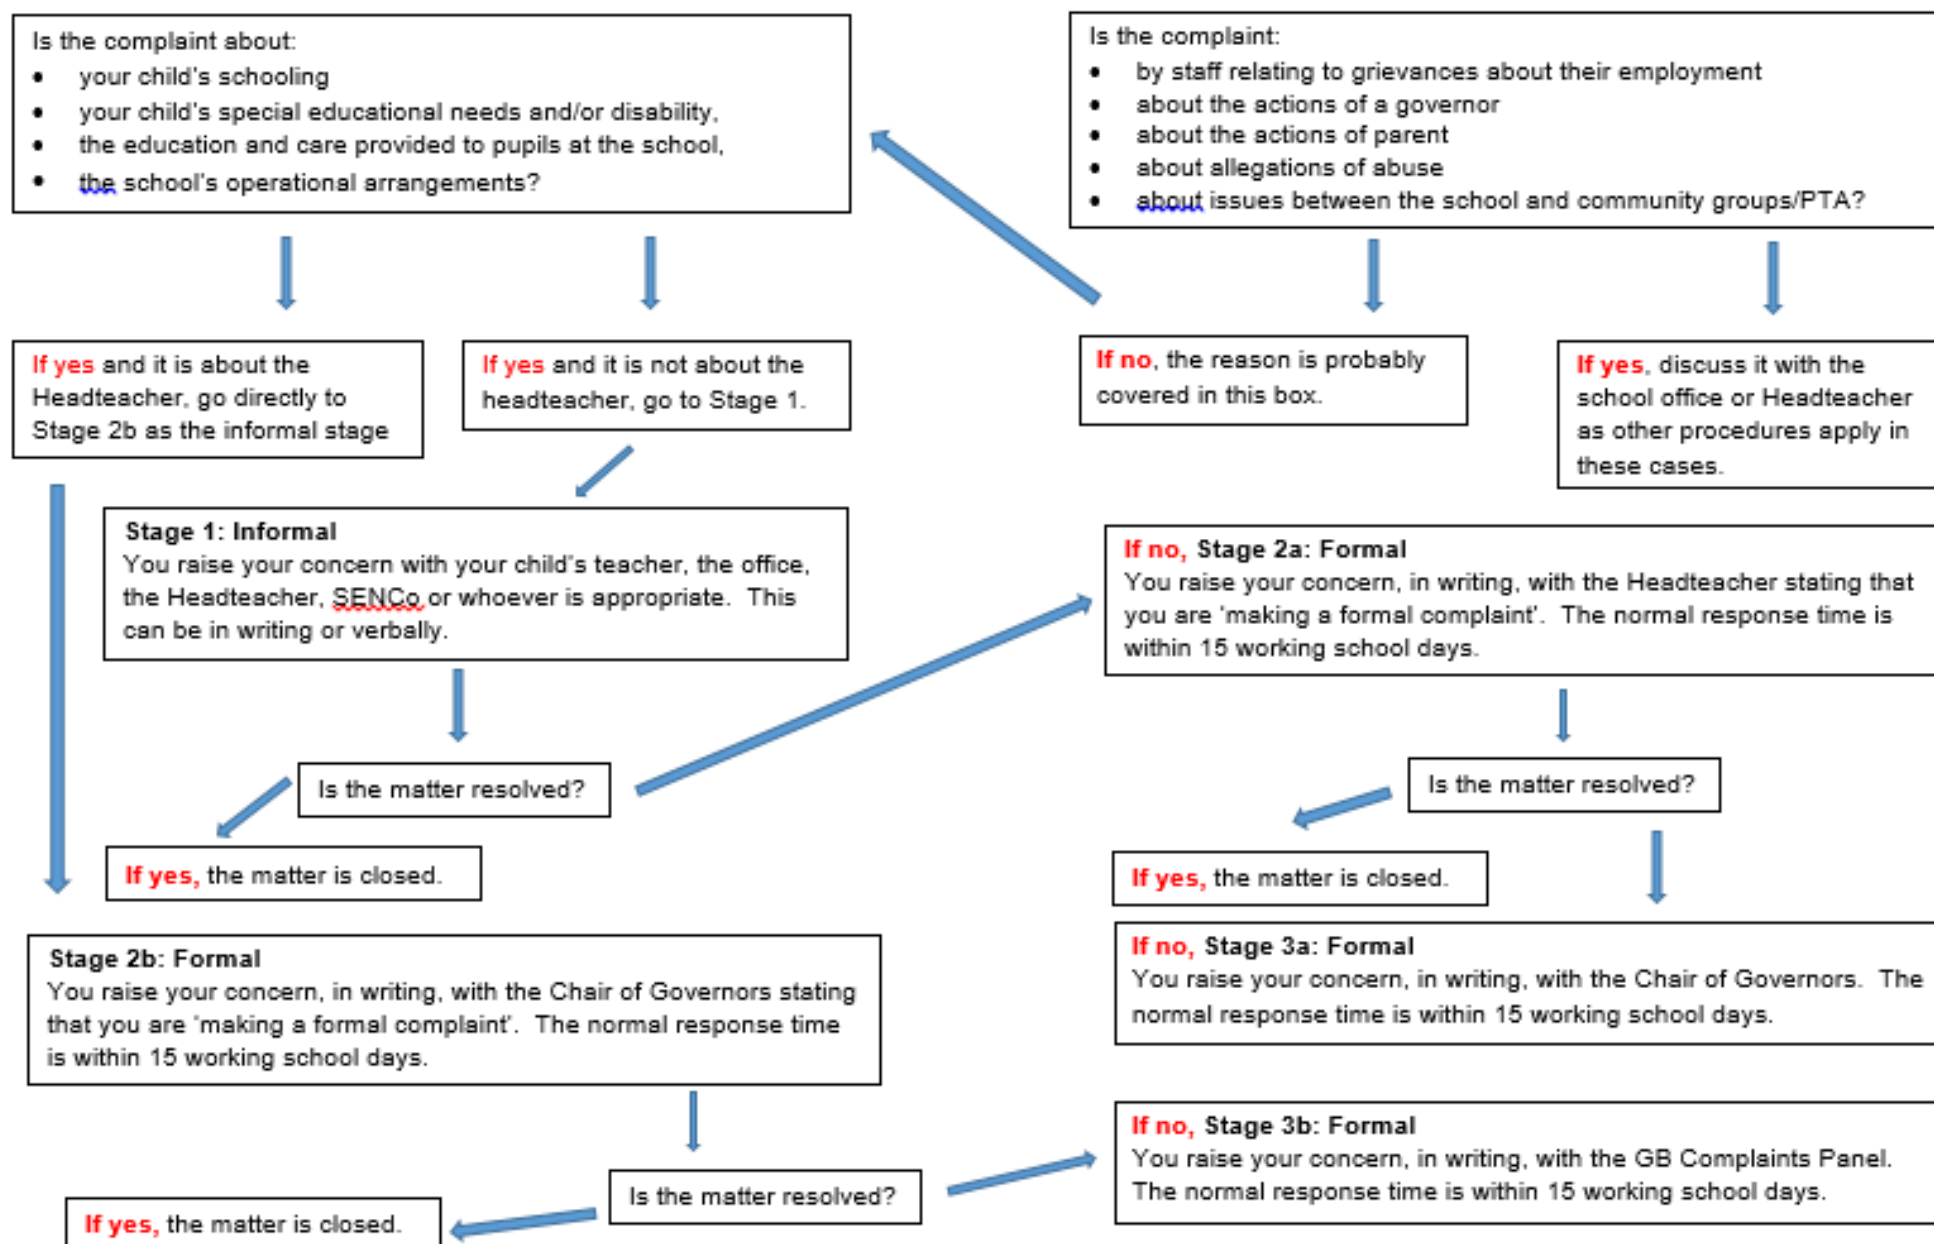 Is the complaint about:
• your child's schooling
• your child's special educational needs and/or disability,
• the education and care provided to pupils at the school,
• the school's operational arrangements?
Is the complaint:
• by staff relating to grievances about their employment
• about the actions of a governor
• about the actions of parent
• about allegations of abuse
• about issues between the school and community groups/PTA?
If yes and it is about the
Headteacher, go directly to
Stage 2b as the informal stage
If yes and it is not about the
headteacher, go to Stage 1.
If no, the reason is probably
covered in this box.
If yes, discuss it with the
school office or Headteacher
as other procedures apply in
these cases.
Stage 1: Informal
You raise your concern with your child's teacher, the office,
the Headteacher, SENCo or whoever is appropriate. This
can be in writing or verbally.
Is the matter resolved?
If yes, the matter is closed.
If no, Stage 2a: Formal
You raise your concern, in writing, with the Headteacher stating that
you are 'making a formal complaint'. The normal response time is
within 15 working school days.
Is the matter resolved?
If yes, the matter is closed.
If no, Stage 3a: Formal
You raise your concern, in writing, with the Chair of Governors. The
normal response time is within 15 working school days.
Stage 2b: Formal
You raise your concern, in writing, with the Chair of Governors stating
that you are 'making a formal complaint'. The normal response time
is within 15 working school days.
Is the matter resolved?
If yes, the matter is closed.
If no, Stage 3b: Formal
You raise your concern, in writing, with the GB Complaints Panel.
The normal response time is within 15 working school days.